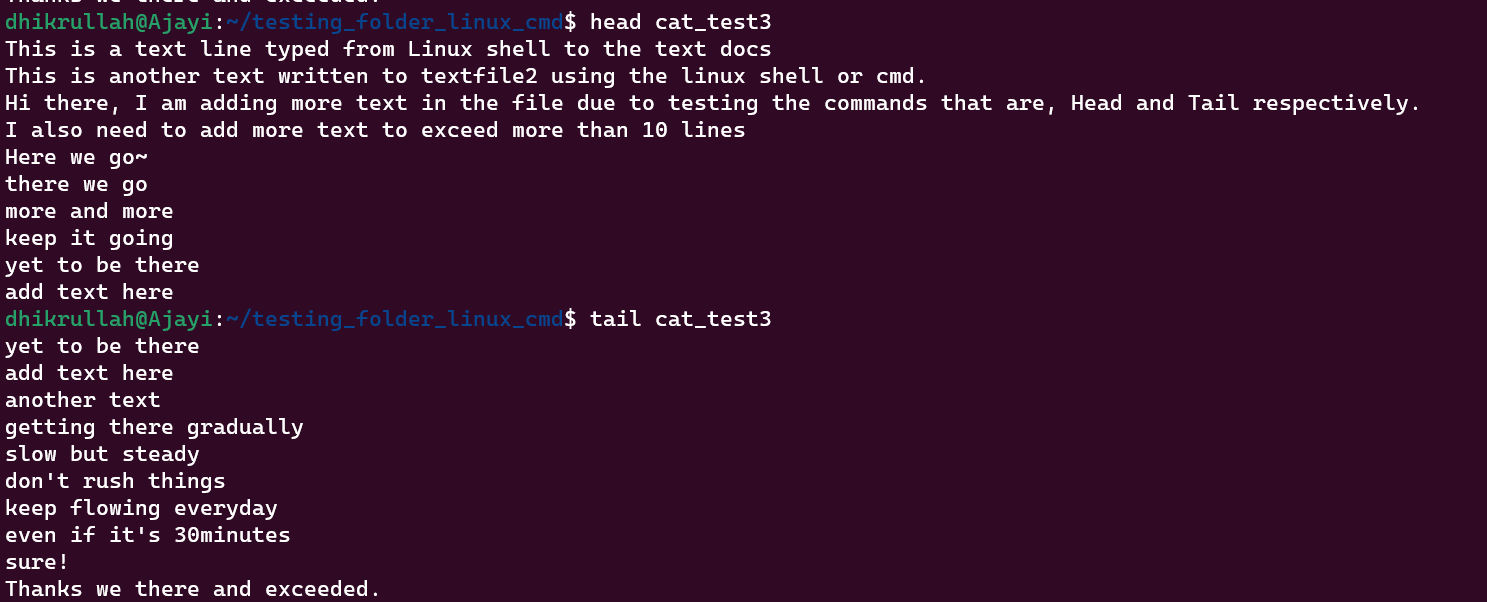 Thanks we there and exceeded.
dhikrullah@Ajayi:~/testing_folder_linux_cmd$ head cat_test3
This is a text line typed from Linux shell to the text docs
This is another text written to textfile2 using the linux shell or cmd.
Hi there, I am adding more text in the file due to testing the commands that are, Head and Tail respectively.
I also need to add more text to exceed more than 10 lines
Here we go~
there we go
more and more
keep it going
yet to be there
add text here
dhikrullah@Ajayi:~/testing_folder_linux_cmd$ tail cat_test3
yet to be there
add text here
another text
getting there gradually
slow but steady
don't rush things
keep flowing everyday
even if it's 30minutes
sure!
Thanks we there and exceeded.